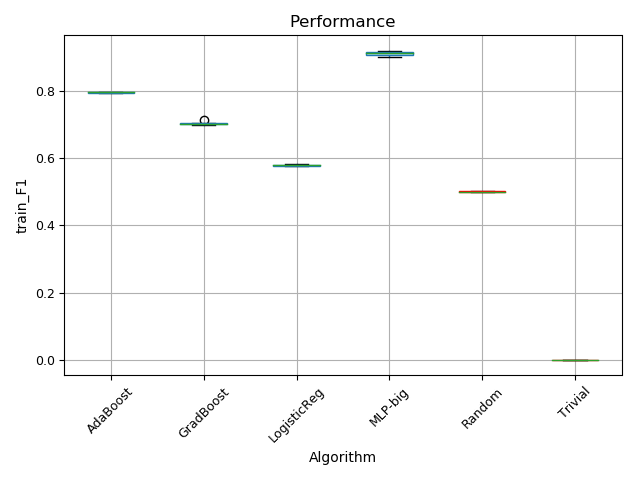 Performance
train_F1
0.8
0.6
0.4
0.2
0.0
AdaBoost
GradBoost
LogisticReg
MLP-big
Random
Trivial
Algorithm